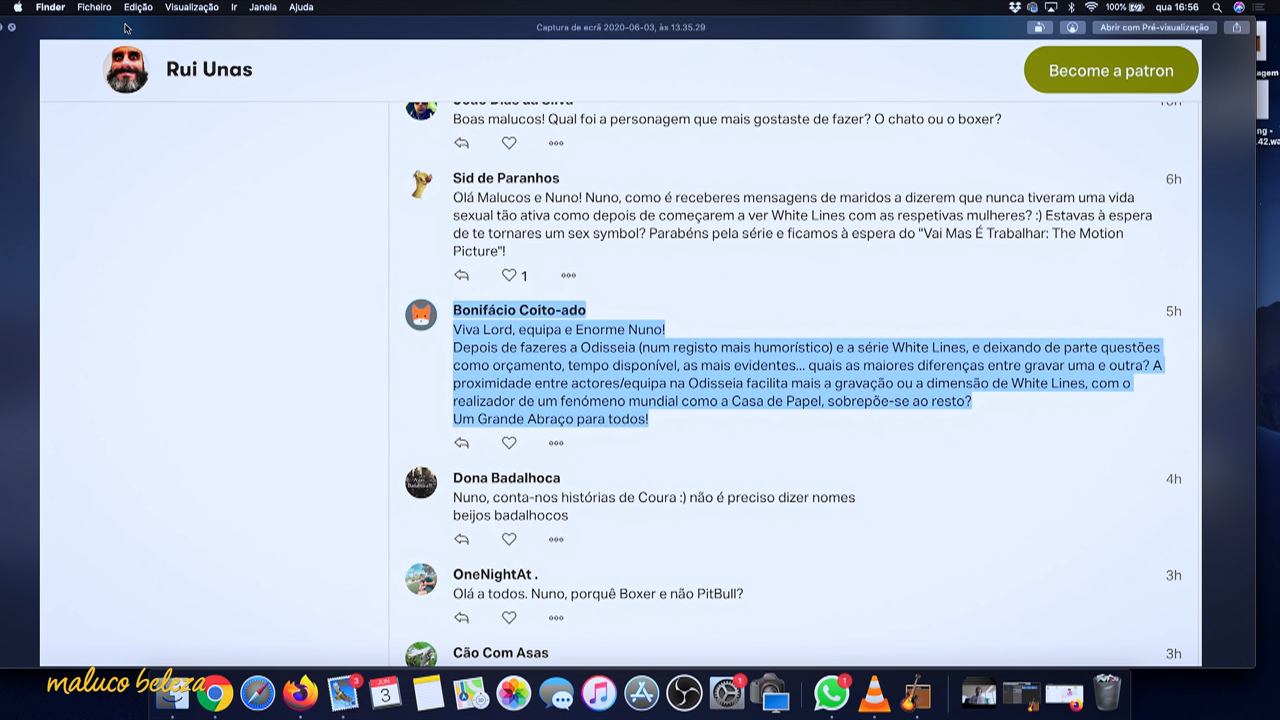 Finder Ficheiro Edição Visualização Ir Janela Ajuda 100% qua 16:56
Captura de ecrã 2020-06-03, às 13.35.29
Abrir com Pré-visualização
Rui Unas
Become a patron
João Dias da Silva
Boas malucos! Qual foi a personagem que mais gostaste de fazer? O chato ou o boxer?
Sid de Paranhos
6h
Olá Malucos e Nuno! Nuno, como é receberes mensagens de maridos a dizerem que nunca tiveram uma vida
sexual tão ativa como depois de começarem a ver White Lines com as respetivas mulheres? :) Estavas à espera
de te tornares um sex symbol? Parabéns pela série e ficamos à espera do "Vai Mas É Trabalhar: The Motion
Picture"!
1
Bonifácio Coito-ado
5h
Viva Lord, equipa e Enorme Nuno!
Depois de fazeres a Odisseia (num registo mais humorístico) e a série White Lines, e deixando de parte questões
como orçamento, tempo disponível, as mais evidentes... quais as maiores diferenças entre gravar uma e outra? A
proximidade entre actores/equipa na Odisseia facilita mais a gravação ou a dimensão de White Lines, com o
realizador de um fenómeno mundial como a Casa de Papel, sobrepõe-se ao resto?
Um Grande Abraço para todos!
Dona Badalhoca
4h
Nuno, conta-nos histórias de Coura :) não é preciso dizer nomes
beijos badalhocos
OneNightAt .
3h
Olá a todos. Nuno, porquê Boxer e não PitBull?
Cão Com Asas
3h
maluco beleza
3
JUN
3
1
1